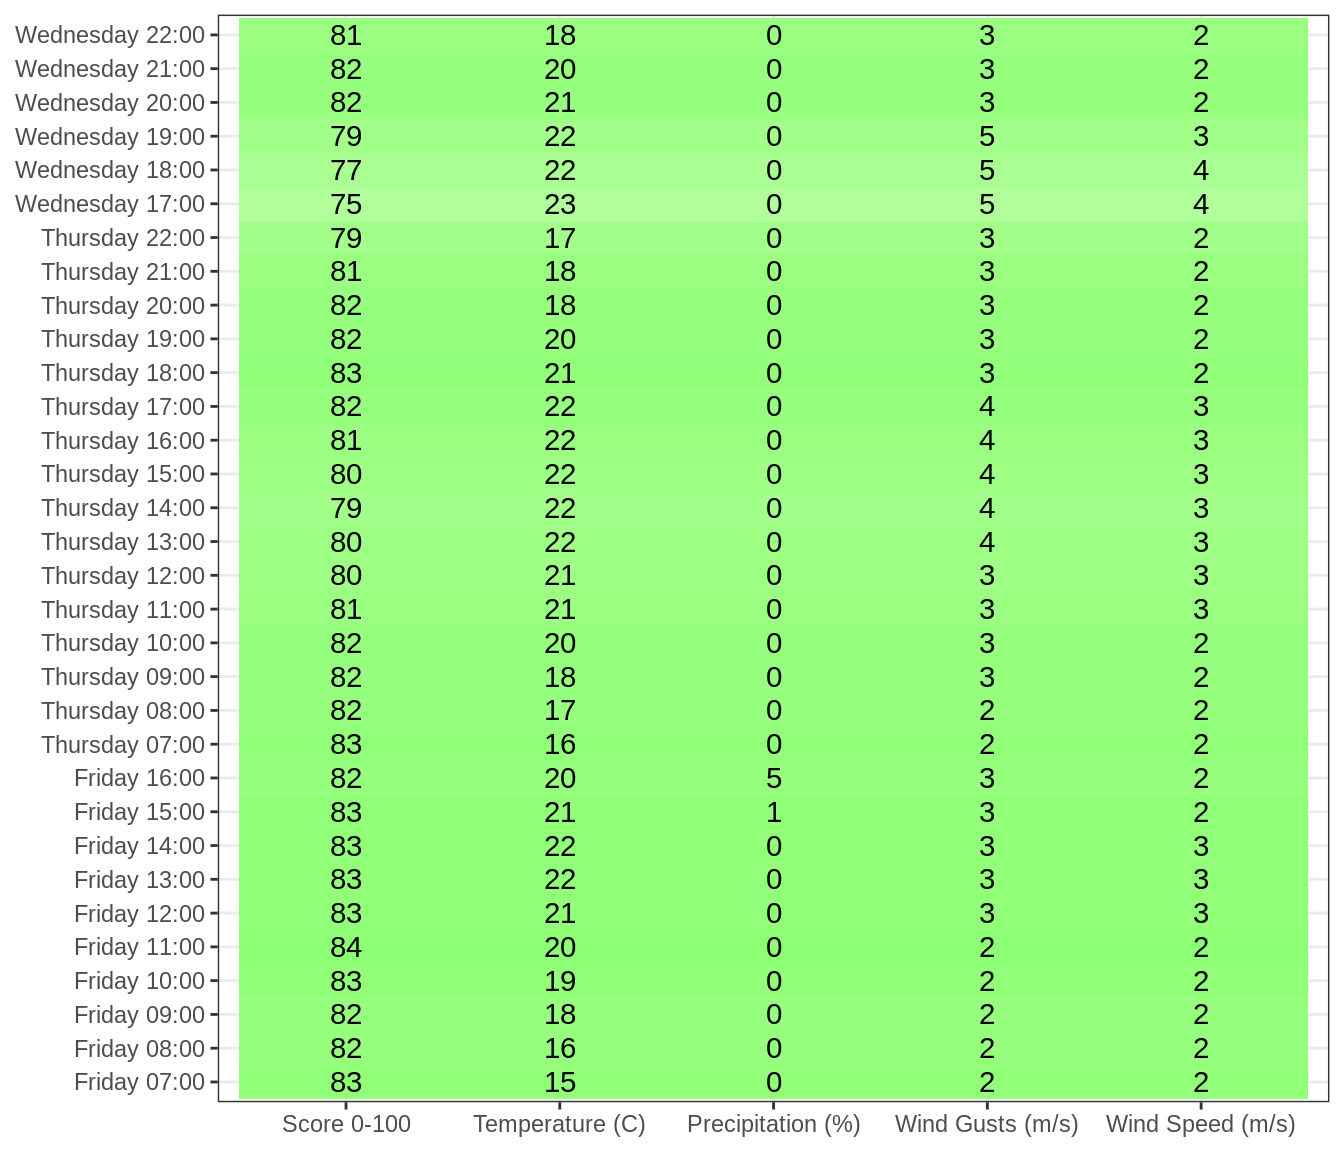 Wednesday 22:00 81 18 0 3 2
Wednesday 21:00 82 20 0 3 2
Wednesday 20:00 82 21 0 3 2
Wednesday 19:00 79 22 0 5 3
Wednesday 18:00 77 22 0 5 4
Wednesday 17:00 75 23 0 5 4
Thursday 22:00 79 17 0 3 2
Thursday 21:00 81 18 0 3 2
Thursday 20:00 82 18 0 3 2
Thursday 19:00 82 20 0 3 2
Thursday 18:00 83 21 0 3 2
Thursday 17:00 82 22 0 4 3
Thursday 16:00 81 22 0 4 3
Thursday 15:00 80 22 0 4 3
Thursday 14:00 79 22 0 4 3
Thursday 13:00 80 22 0 4 3
Thursday 12:00 80 21 0 3 3
Thursday 11:00 81 21 0 3 3
Thursday 10:00 82 20 0 3 2
Thursday 09:00 82 18 0 3 2
Thursday 08:00 82 17 0 2 2
Thursday 07:00 83 16 0 2 2
Friday 16:00 82 20 5 3 2
Friday 15:00 83 21 1 3 2
Friday 14:00 83 22 0 3 3
Friday 13:00 83 22 0 3 3
Friday 12:00 83 21 0 3 3
Friday 11:00 84 20 0 2 2
Friday 10:00 83 19 0 2 2
Friday 09:00 82 18 0 2 2
Friday 08:00 82 16 0 2 2
Friday 07:00 83 15 0 2 2
Score 0-100 Temperature (C) Precipitation (%) Wind Gusts (m/s) Wind Speed (m/s)